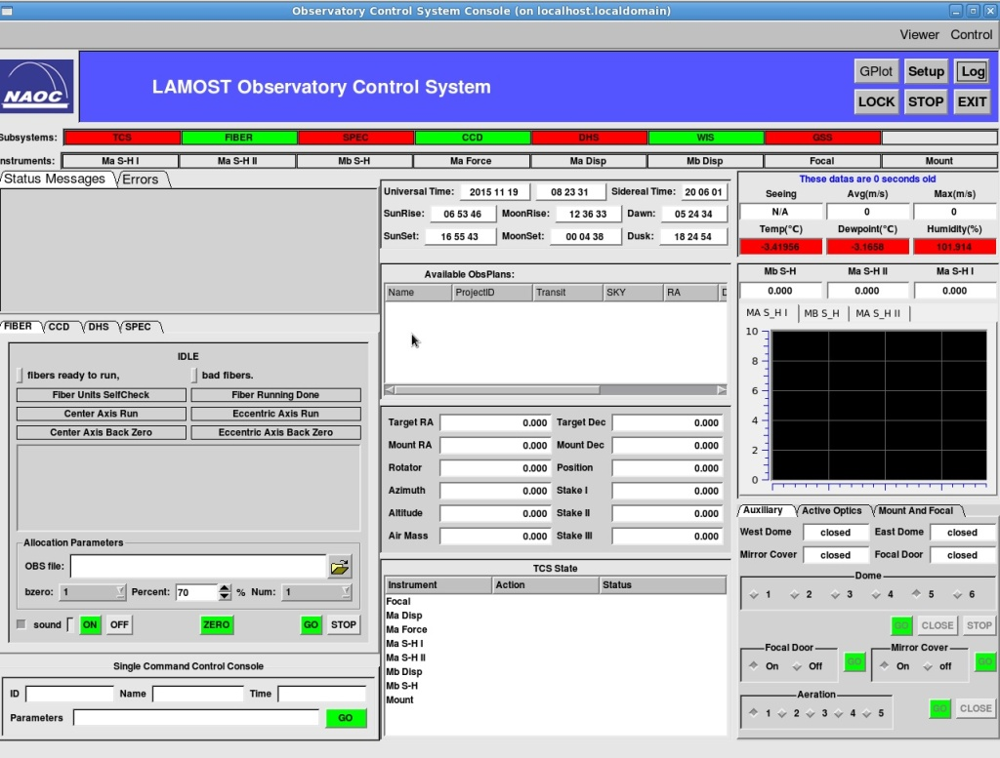 Observatory Control System Console (on localhost.localdomain)
Viewer Control
NAOC
LAMOST Observatory Control System
GPlot Setup Log
LOCK STOP EXIT
Subsystems: TCS FIBER SPEC CCD DHS WIS GSS
nstruments: Ma S-H I Ma S-H II Mb S-H Ma Force Ma Disp Mb Disp Focal Mount
Status Messages Errors
Universal Time: 2015 11 19 08 23 31 Sidereal Time: 20 06 01
SunRise: 06 53 46 MoonRise: 12 36 33 Dawn: 05 24 34
SunSet: 16 55 43 MoonSet: 00 04 38 Dusk: 18 24 54
These datas are 0 seconds old
Seeing Avg(m/s) Max(m/s)
N/A 0 0
Temp(°C) Dewpoint(°C) Humidity(%)
-3.41956 -3.1658 101.914
Available ObsPlans:
Name ProjectID Transit SKY RA D
Mb S-H Ma S-H II Ma S-H I
0.000 0.000 0.000
MA S_H I MB S_H MA S_H II
10
8
6
4
2
0
FIBER CCD DHS SPEC
IDLE
fibers ready to run, bad fibers.
Fiber Units SelfCheck Fiber Running Done
Center Axis Run Eccentric Axis Run
Center Axis Back Zero Eccentric Axis Back Zero
Allocation Parameters
OBS file:
bzero: 1 Percent: 70 % Num: 1
sound ON OFF ZERO GO STOP
Single Command Control Console
ID Name Time
Parameters GO
Target RA 0.000 Target Dec 0.000
Mount RA 0.000 Mount Dec 0.000
Rotator 0.000 Position 0.000
Azimuth 0.000 Stake I 0.000
Altitude 0.000 Stake II 0.000
Air Mass 0.000 Stake III 0.000
TCS State
Instrument Action Status
Focal
Ma Disp
Ma Force
Ma S-H I
Ma S-H II
Mb Disp
Mb S-H
Mount
Auxiliary Active Optics Mount And Focal
West Dome closed East Dome closed
Mirror Cover closed Focal Door closed
Dome
1 2 3 4 5 6
GO CLOSE STOP
Focal Door Mirror Cover
On Off GO On off GO
Aeration
1 2 3 4 5 GO CLOSE